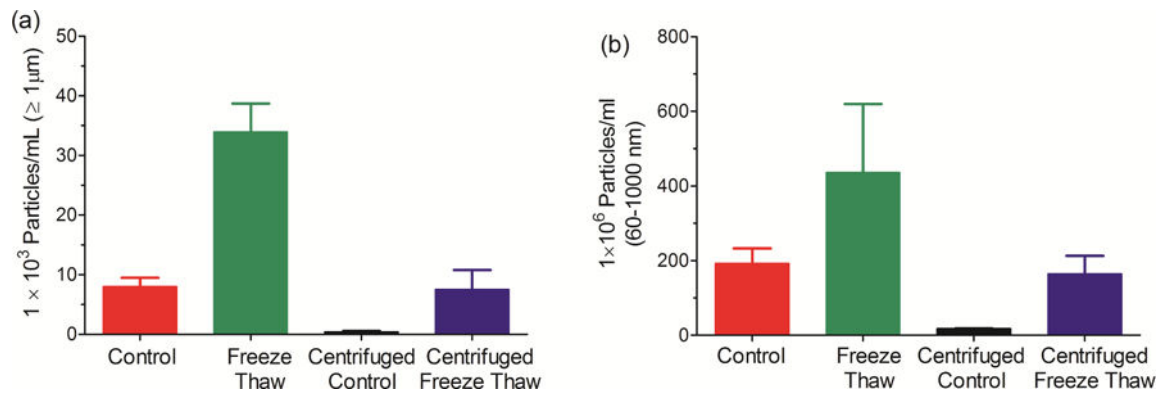 (a)
1 × 10³ Particles/mL (≥ 1μm)
50
40
30
20
10
0
Control
Freeze
Thaw
Centrifuged
Control
Centrifuged
Freeze Thaw
(b)
1×10⁶ Particles/ml
(60-1000 nm)
800
600
400
200
0
Control
Freeze
Thaw
Centrifuged
Control
Centrifuged
Freeze Thaw